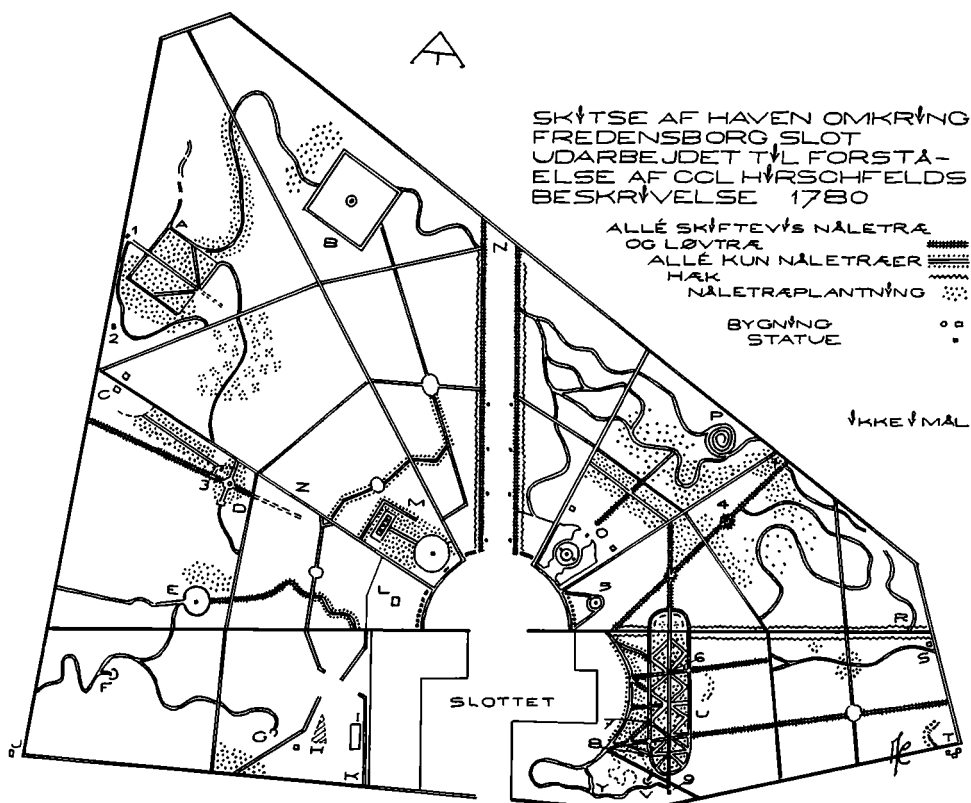 SKITSE AF HAVEN OMKRING
FREDENSBORG SLOT
UDARBEJDET TIL FORSTÅ-
ELSE AF CCL HIRSCHFELDS
BESKRIVELSE 1780
ALLÉ SKIFTEVIS NÅLETRÆ
OG LØVTRÆ
ALLÉ KUN NÅLETRÆER
HÆK
NÅLETRÆPLANTNING
BYGNING
STATUE
IKKE I MÅL
1
A
B
N
2
C
P
3
D
N
M
4
O
E
L
5
R
F
6
S
SLOTTET
G
H
I
U
7
8
T
J
K
Y
V
9